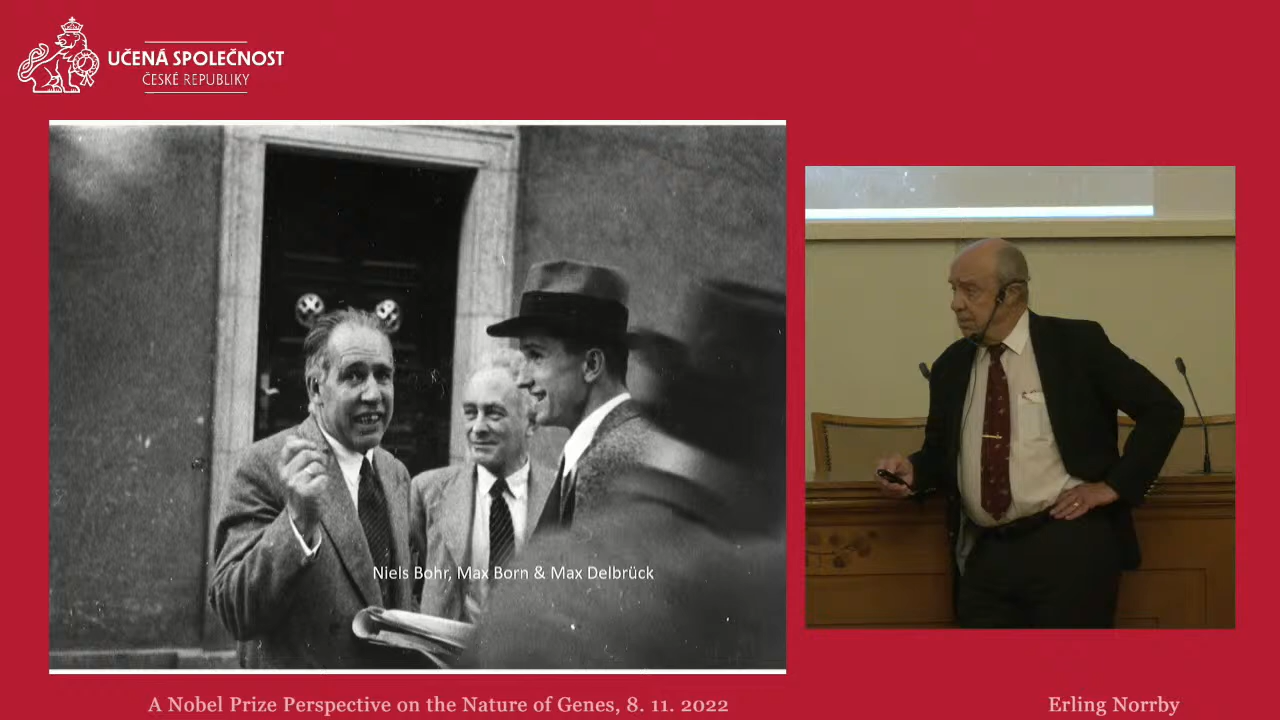 UČENÁ SPOLEČNOST
ČESKÉ REPUBLIKY
Niels Bohr, Max Born & Max Delbrück
A Nobel Prize Perspective on the Nature of Genes, 8. 11. 2022
Erling Norrby